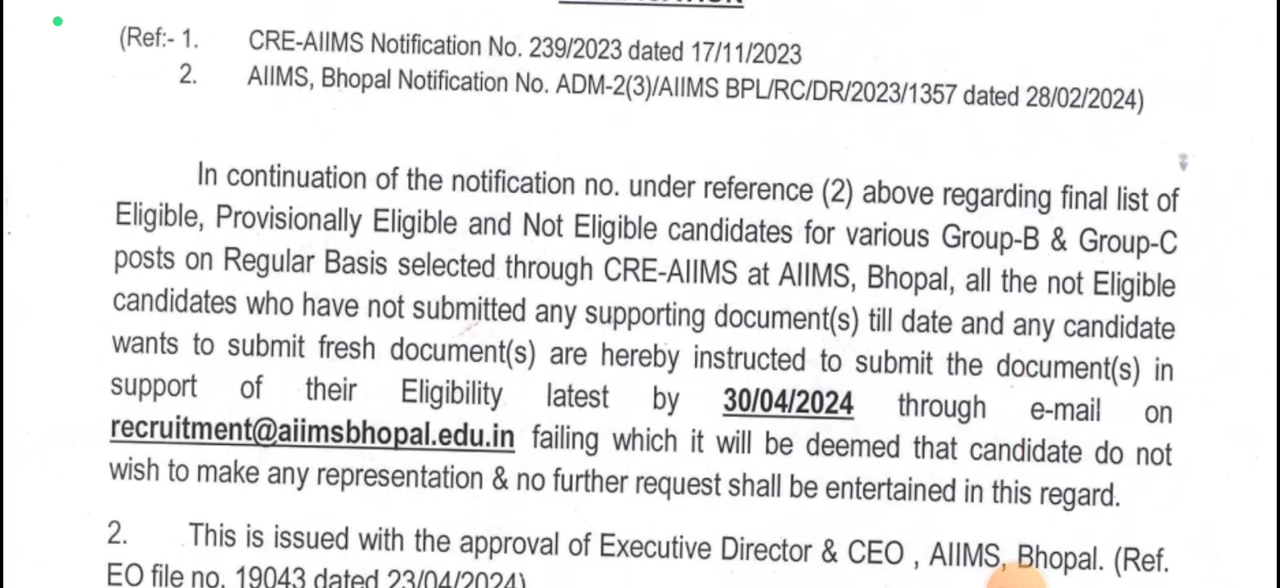 (Ref:- 1. CRE-AIIMS Notification No. 239/2023 dated 17/11/2023
2. AIIMS, Bhopal Notification No. ADM-2(3)/AIIMS BPL/RC/DR/2023/1357 dated 28/02/2024)
In continuation of the notification no. under reference (2) above regarding final list of
Eligible, Provisionally Eligible and Not Eligible candidates for various Group-B & Group-C
posts on Regular Basis selected through CRE-AIIMS at AIIMS, Bhopal, all the not Eligible
candidates who have not submitted any supporting document(s) till date and any candidate
wants to submit fresh document(s) are hereby instructed to submit the document(s) in
support of their Eligibility latest by 30/04/2024 through e-mail on
recruitment@aiimsbhopal.edu.in failing which it will be deemed that candidate do not
wish to make any representation & no further request shall be entertained in this regard.
2. This is issued with the approval of Executive Director & CEO , AIIMS, Bhopal. (Ref.
EO file no. 19043 dated 23/04/2024)